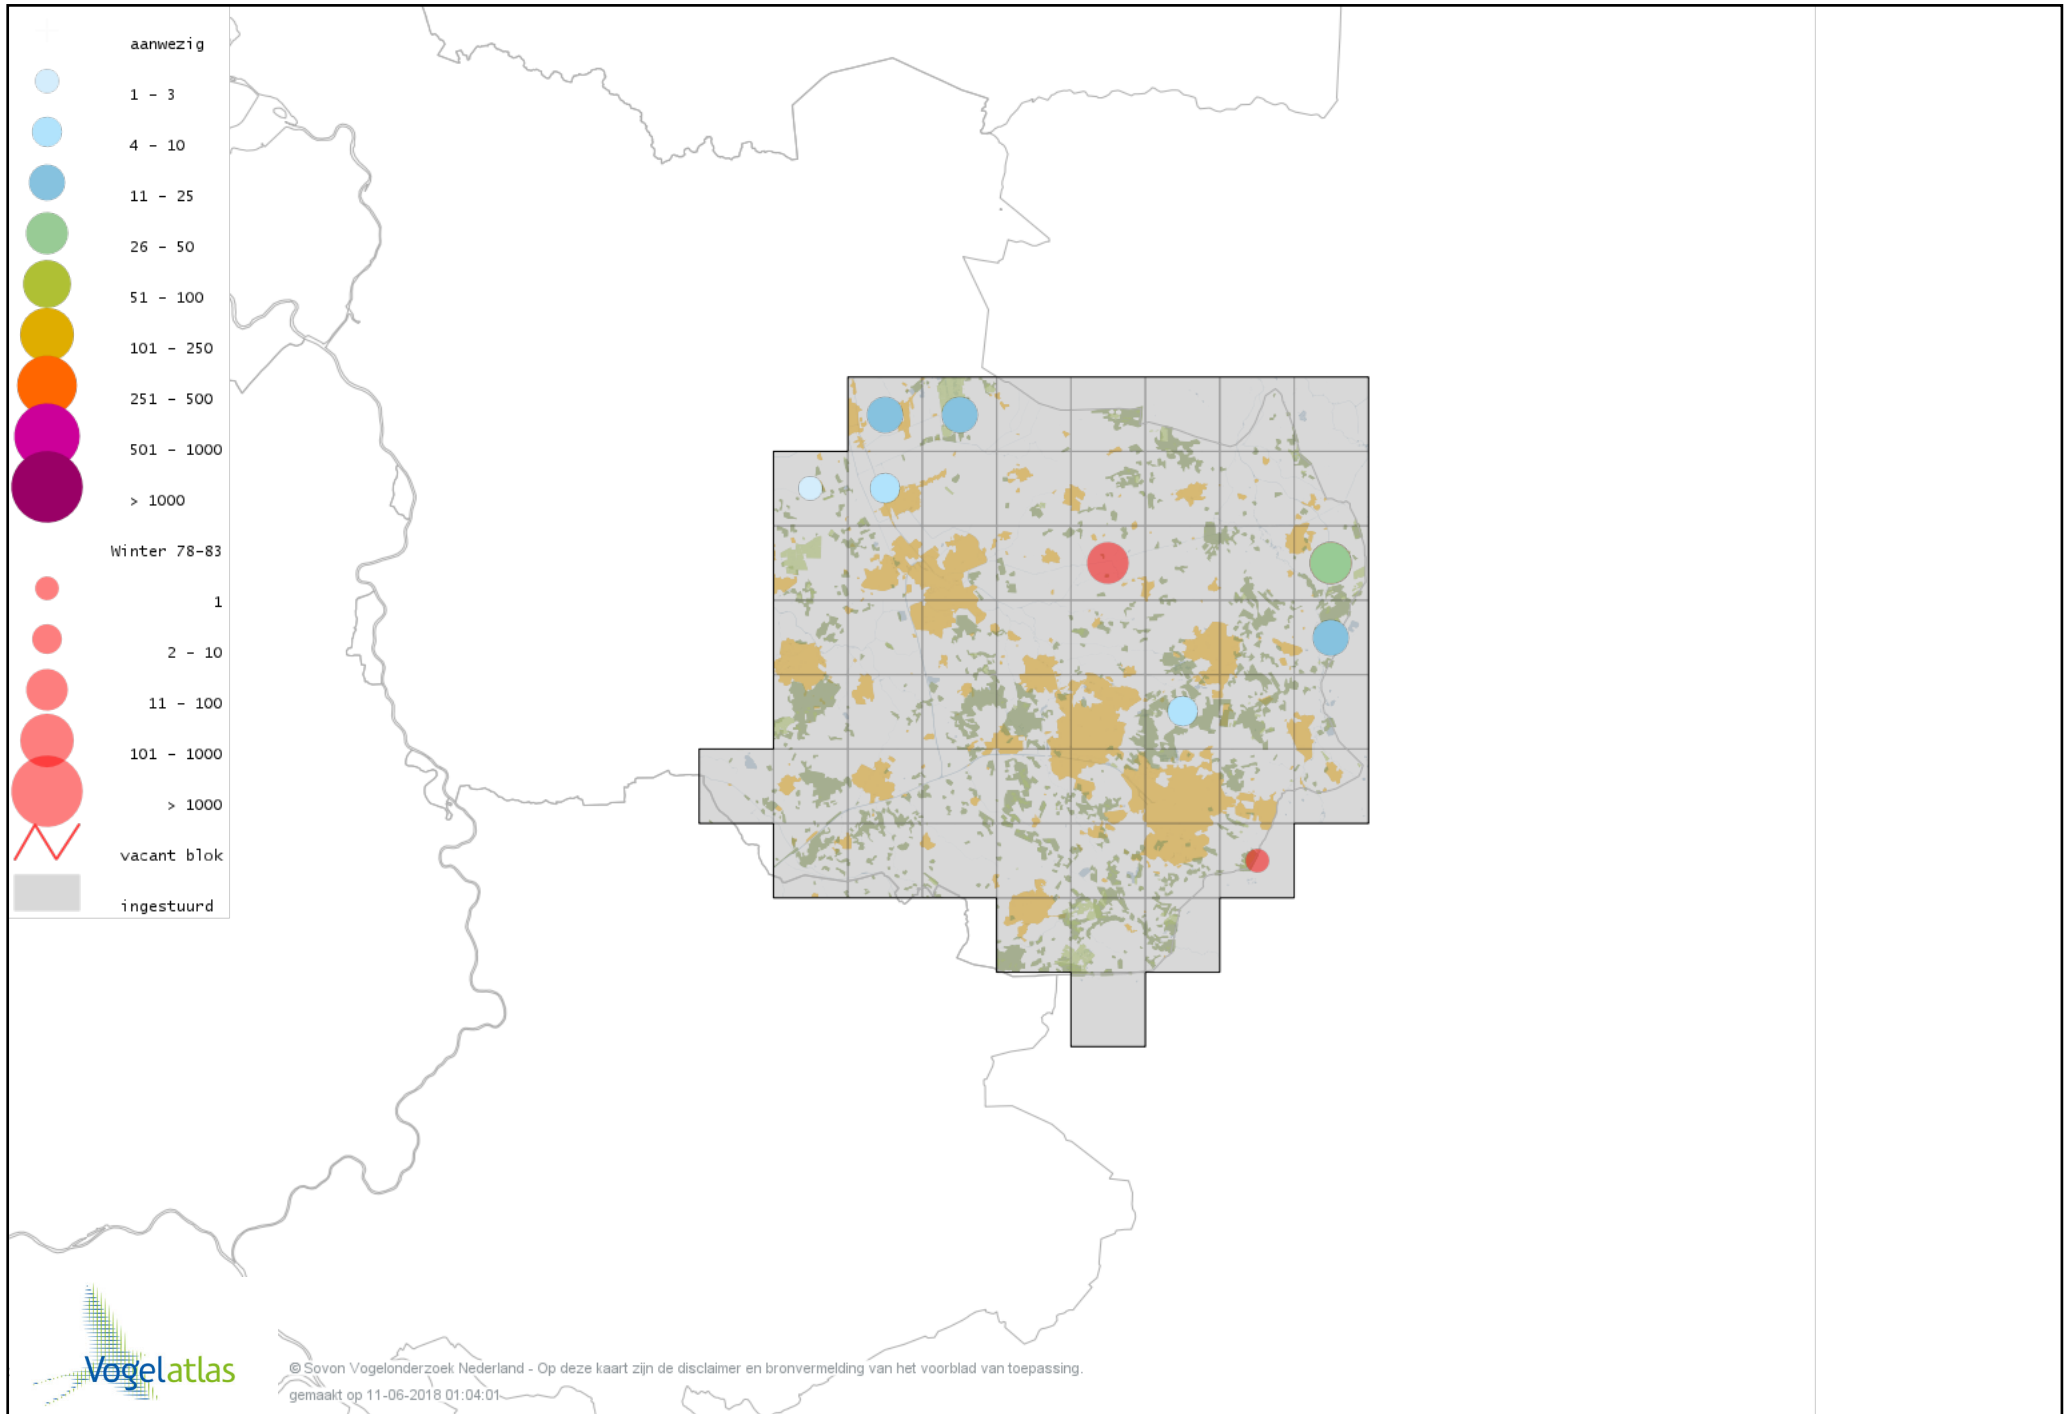 aanwezig
1 - 3
4 - 10
11 - 25
26 - 50
51 - 100
101 - 250
251 - 500
501 - 1000
> 1000
Winter 78-83
1
2 - 10
11 - 100
101 - 1000
> 1000
vacant blok
ingestuurd
Vogelatlas
© Sovon Vogelonderzoek Nederland - Op deze kaart zijn de disclaimer en bronvermelding van het voorblad van toepassing.
gemaakt op 11-06-2018 01:04:01